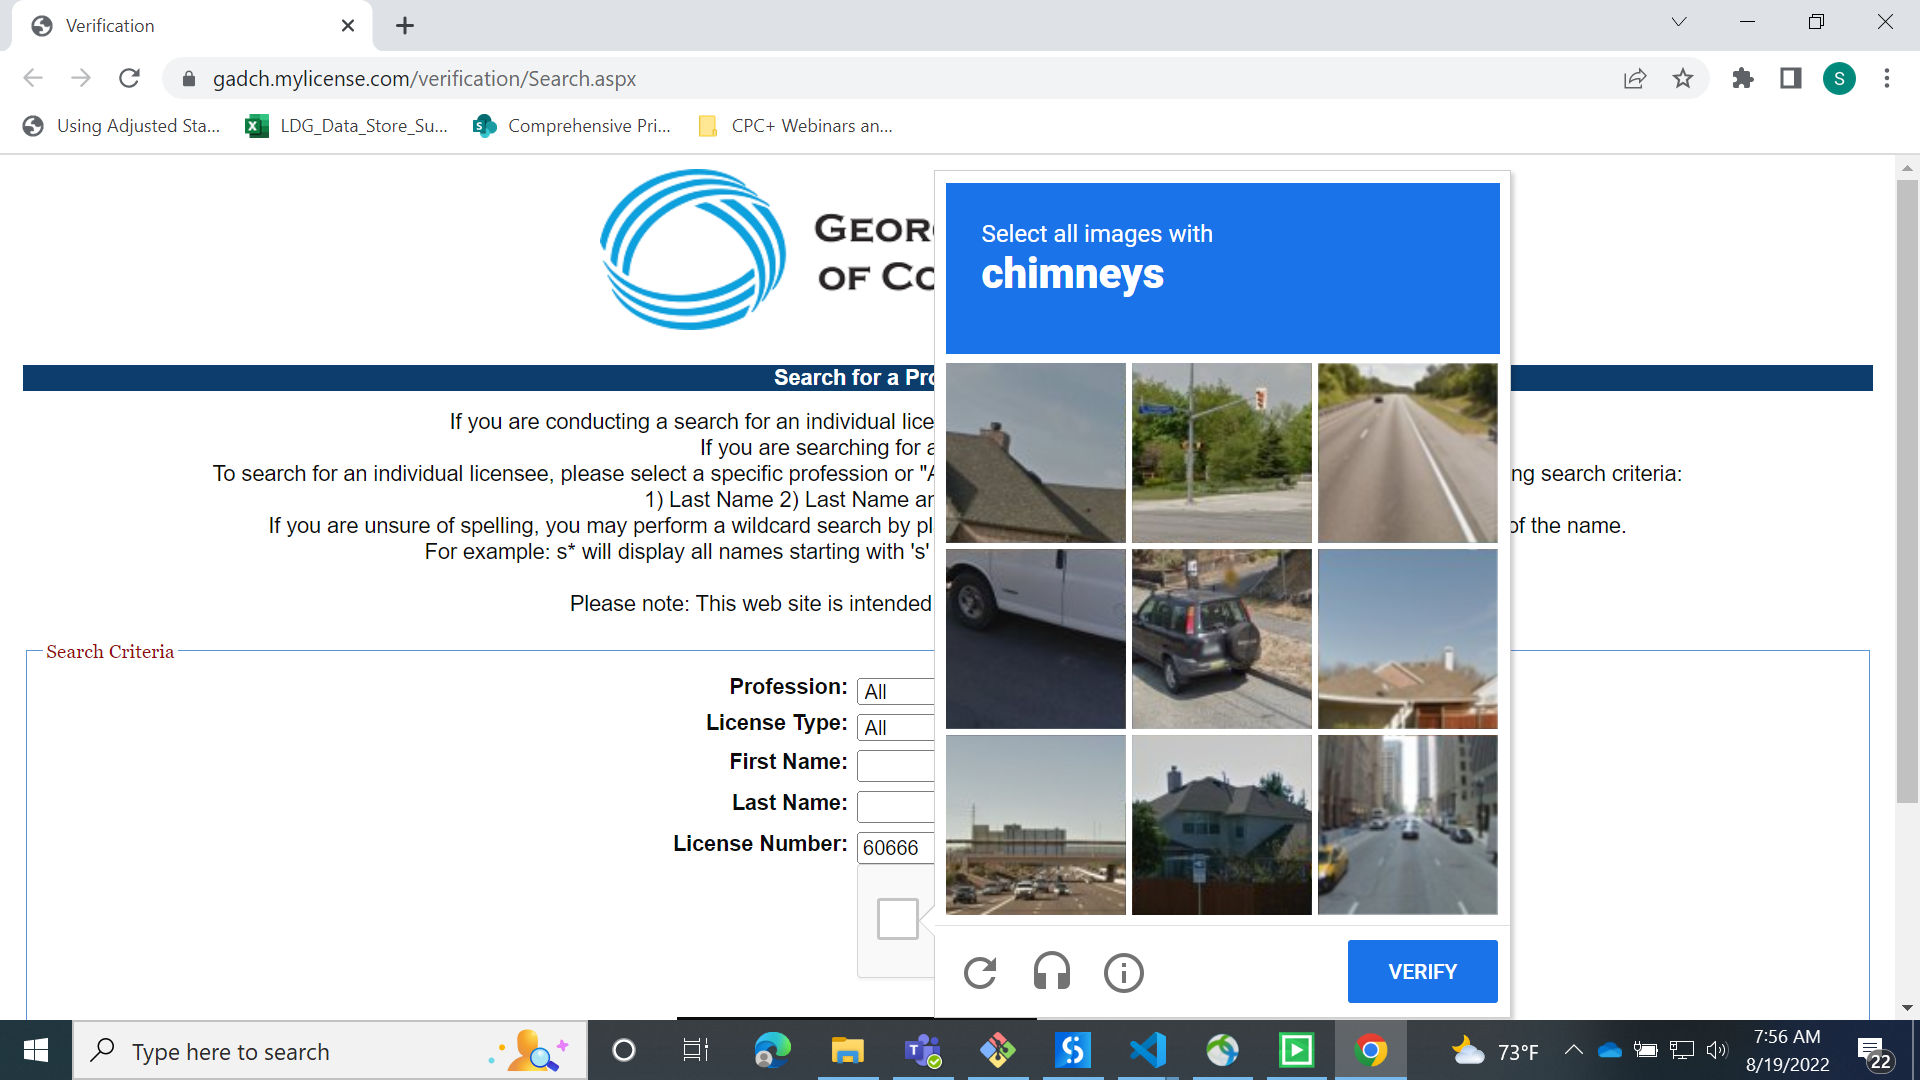 Verification
gadch.mylicense.com/verification/Search.aspx
S
Using Adjusted Sta...
LDG_Data_Store_Su...
Comprehensive Pri...
CPC+ Webinars an...
GEOR
OF CO
Select all images with
chimneys
Search for a Pro
If you are conducting a search for an individual lice
If you are searching for a
To search for an individual licensee, please select a specific profession or "A
ng search criteria:
1) Last Name 2) Last Name an
If you are unsure of spelling, you may perform a wildcard search by pl
of the name.
For example: s* will display all names starting with 's'
Please note: This web site is intended
Search Criteria
Profession:
All
License Type:
All
First Name:
Last Name:
License Number:
60666
VERIFY
Type here to search
73°F
7:56 AM
8/19/2022
22